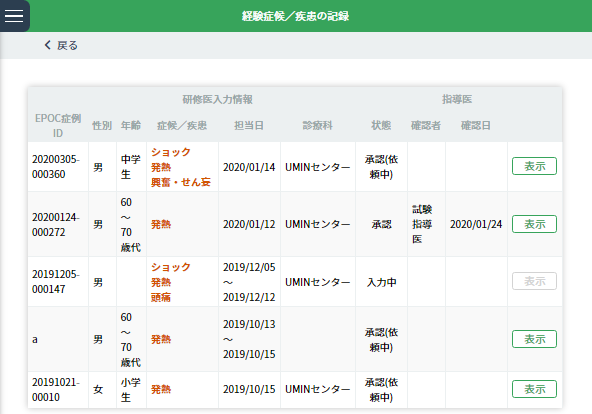 経験症候／疾患の記録
戻る
研修医入力情報 指導医
EPOC症例ID 性別 年齢 症候／疾患 担当日 診療科 状態 確認者 確認日
20200305-000360 男 中学生 ショック 発熱 興奮・せん妄 2020/01/14 UMINセンター 承認(依頼中) 表示
20200124-000272 男 60～70歳代 発熱 2020/01/12 UMINセンター 承認 試験指導医 2020/01/24 表示
20191205-000147 男 ショック 発熱 頭痛 2019/12/05～2019/12/12 UMINセンター 入力中 表示
a 男 60～70歳代 発熱 2019/10/13～2019/10/15 承認(依頼中) 表示
20191021-00010 女 小学生 発熱 2019/10/15 UMINセンター 承認(依頼中) 表示